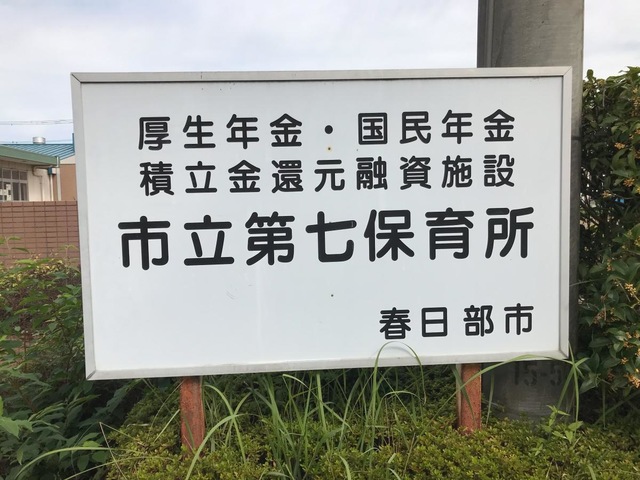 厚生年金・国民年金
積立金還元融資施設
市立第七保育所
春日部市